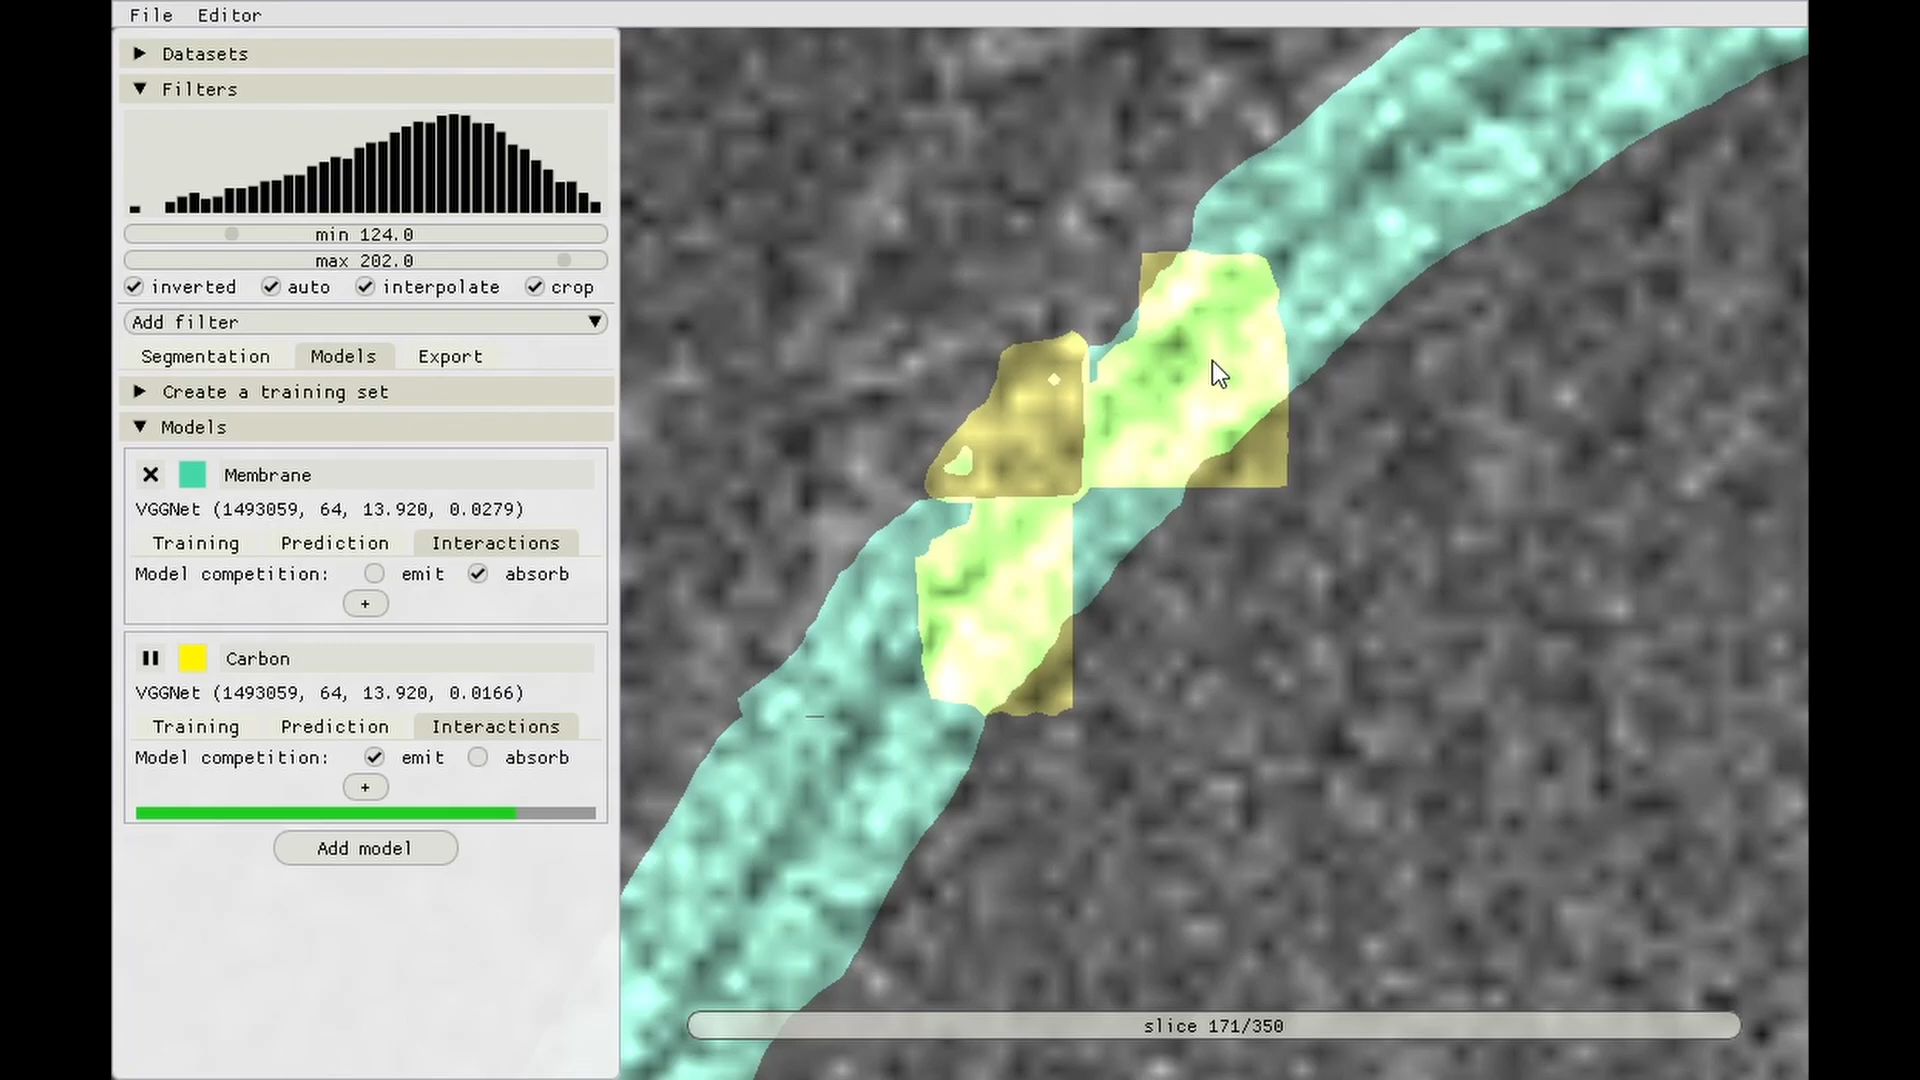 File Editor
Datasets
Filters
min 124.0
max 202.0
inverted auto interpolate crop
Add filter
Segmentation Models Export
Create a training set
Models
Membrane
VGGNet (1493059, 64, 13.920, 0.0279)
Training Prediction Interactions
Model competition: emit absorb
+
Carbon
VGGNet (1493059, 64, 13.920, 0.0166)
Training Prediction Interactions
Model competition: emit absorb
+
Add model
slice 171/350